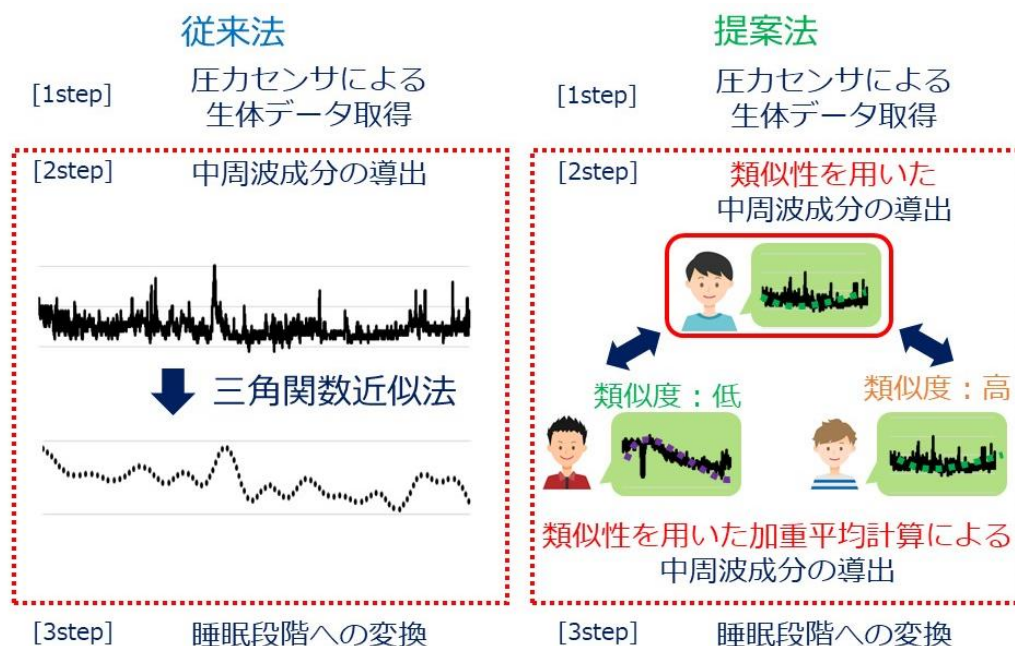 従来法
[1step]
圧力センサによる
生体データ取得
[2step]
中周波成分の導出
三角関数近似法
[3step]
睡眠段階への変換
提案法
[1step]
圧力センサによる
生体データ取得
[2step]
類似性を用いた
中周波成分の導出
類似度：低
類似度：高
類似性を用いた加重平均計算による
中周波成分の導出
[3step]
睡眠段階への変換